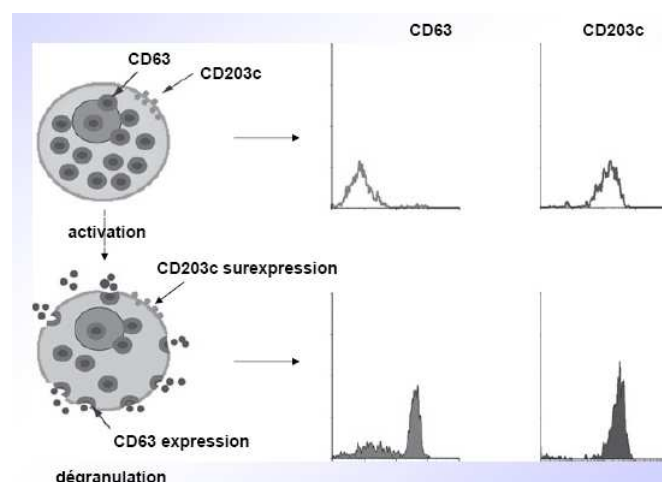 CD63
CD203c
CD63
CD203c
activation
CD203c surexpression
CD63 expression
dégranulation